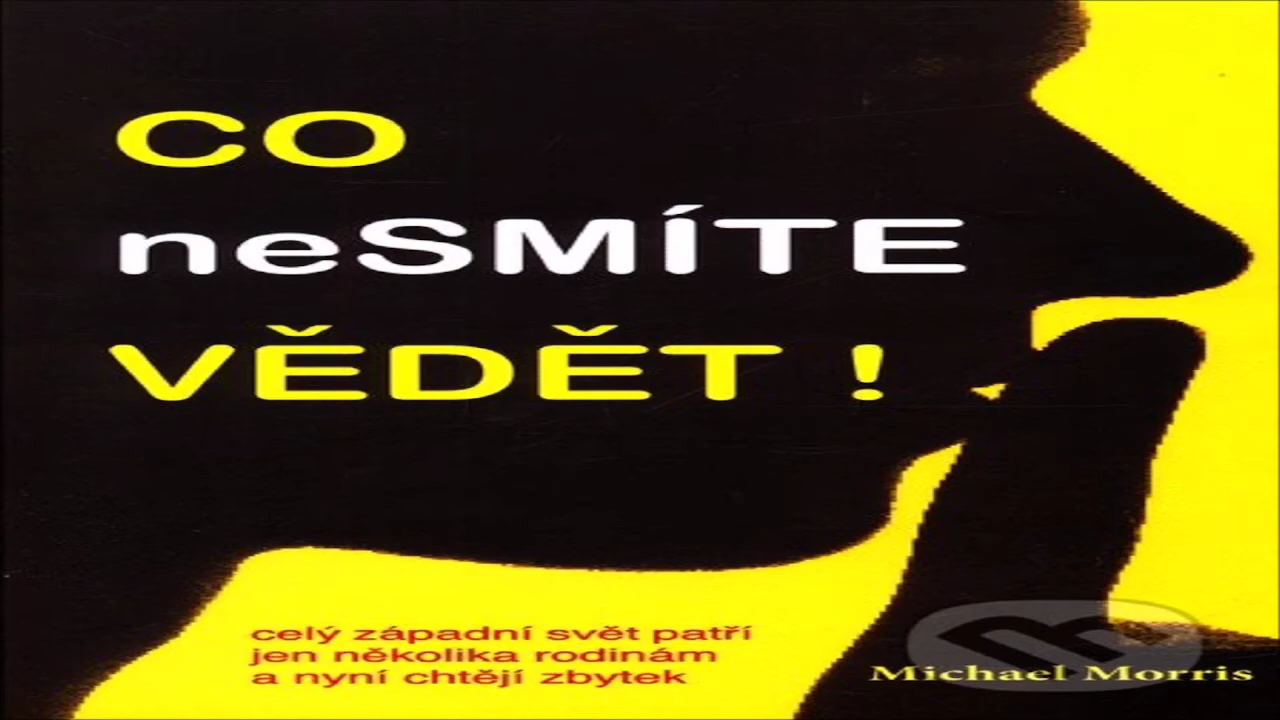 CO
neSMÍTE
VĚDĚT !
celý západní svět patří
jen několika rodinám
a nyní chtějí zbytek
Michael Morris